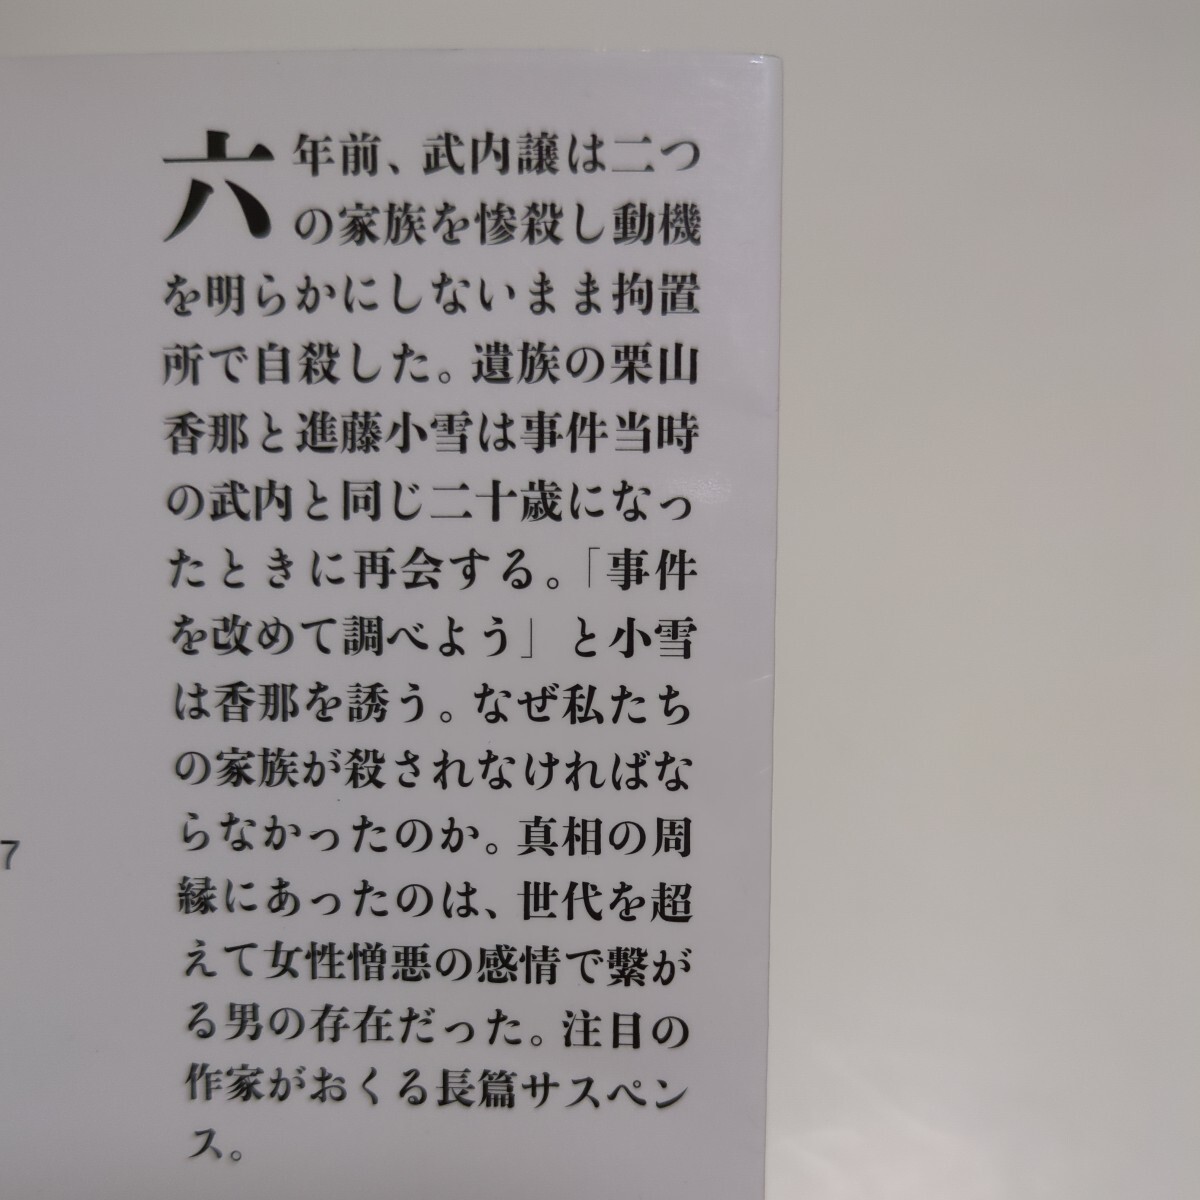 六年前、武内譲は二つ
の家族を惨殺し動機
を明らかにしないまま拘置
所で自殺した。遺族の栗山
香那と進藤小雪は事件当時
の武内と同じ二十歳になっ
たときに再会する。「事件
を改めて調べよう」と小雪
は香那を誘う。なぜ私たち
の家族が殺されなければな
らなかったのか。真相の周
縁にあったのは、世代を超
えて女性憎悪の感情で繋が
る男の存在だった。注目の
作家がおくる長篇サスペン
ス。
7